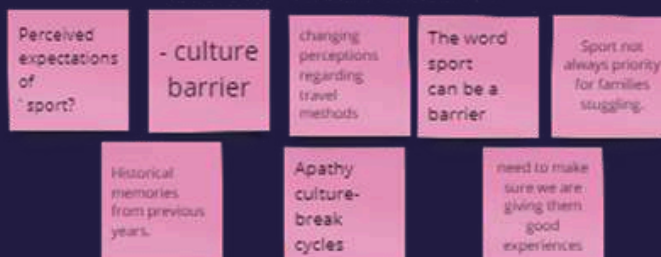 Perceived
expectations
of
` sport?
- culture
barrier
changing
perceptions
regarding
travel
methods
The word
sport
can be a
barrier
Sport not
always priority
for families
stuggling.
Historical
memories
from previous
years.
Apathy
culture-
break
cycles
need to make
sure we are
giving them
good
experiences